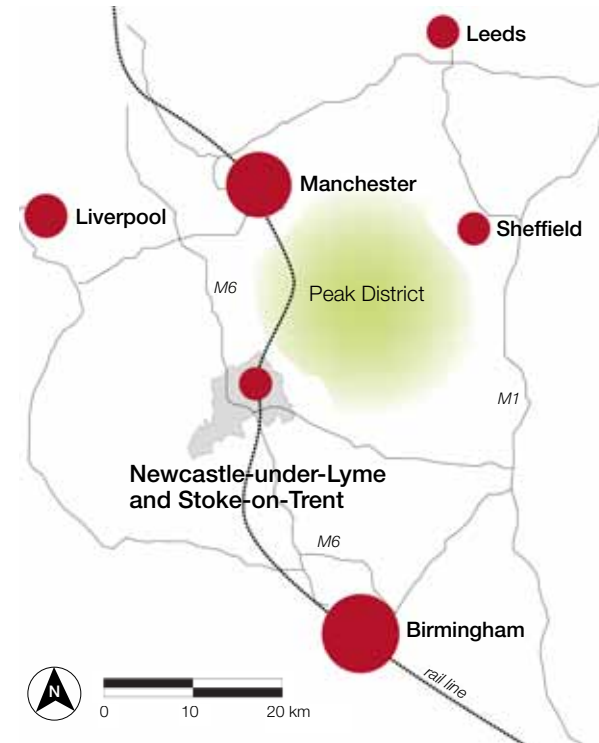 Leeds
Manchester
Liverpool
Sheffield
M6
Peak District
M1
Newcastle-under-Lyme
and Stoke-on-Trent
M6
Birmingham
rail line
N
0 10 20 km